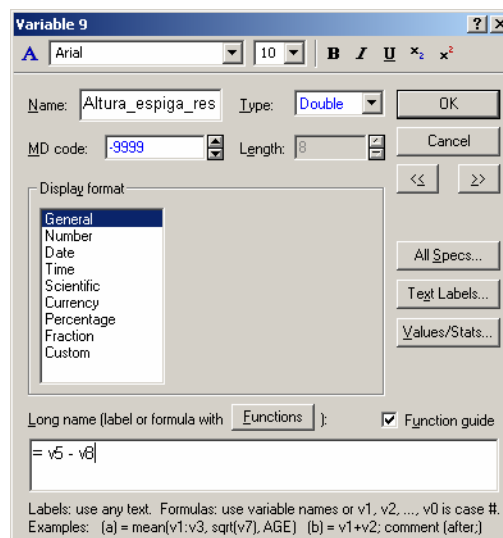 Variable 9
A Arial 10 B I U x₂ x²
Name: Altura_espiga_res Type: Double OK
MD code: -9999 Length: 8 Cancel
<< >>
Display format
General
Number
Date
Time
Scientific
Currency
Percentage
Fraction
Custom
All Specs...
Text Labels...
Values/Stats...
Long name (label or formula with Functions ): Function guide
= v5 - v8
Labels: use any text. Formulas: use variable names or v1, v2, ..., v0 is case #.
Examples: (a) = mean(v1:v3, sqrt(v7), AGE) (b) = v1+v2; comment (after;)